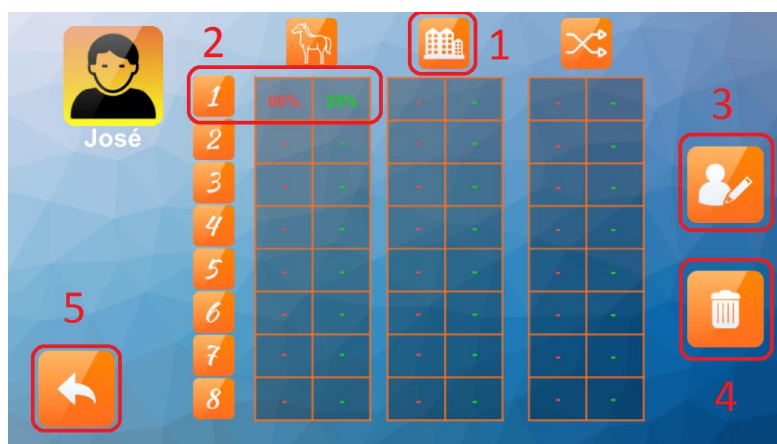 2 1
1 66% 33% - - - -
José 2 - - - - - -
3
3 - - - - - -
4 - - - - - -
5 - - - - - -
5
6 - - - - - -
7 - - - - - -
8 - - - - - -
4